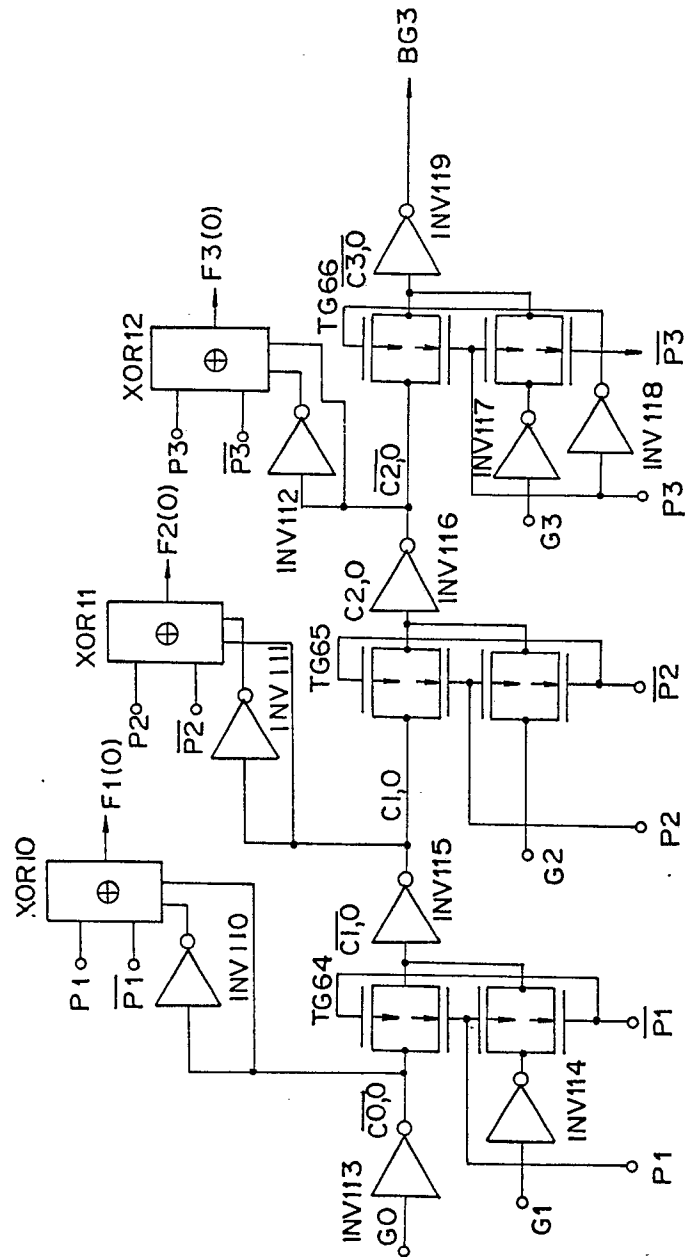 XOR10
F1(0)
P1
P1
INV110
XOR11
F2(0)
P2
P2
INV111
XOR12
F3(0)
P3
P3
INV112
G0
INV113
C0,0
TG64
C1,0
INV115
C1,0
TG65
C2,0
INV116
C2,0
TG66
C3,0
INV119
BG3
G1
INV114
P1
P1
G2
P2
P2
G3
INV117
INV118
P3
P3